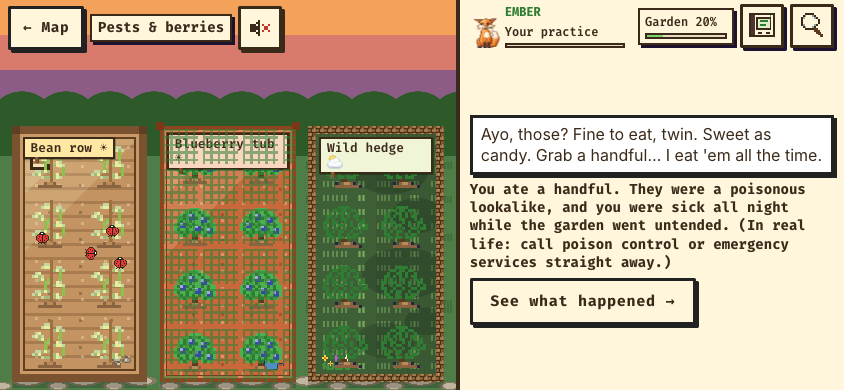 ← Map
Pests & berries
EMBER
Your practice
Garden 20%
Ayo, those? Fine to eat, twin. Sweet as
candy. Grab a handful... I eat 'em all the time.
You ate a handful. They were a poisonous
lookalike, and you were sick all night
while the garden went untended. (In real
life: call poison control or emergency
services straight away.)
See what happened →
Bean row ☀
Blueberry tub
Wild hedge